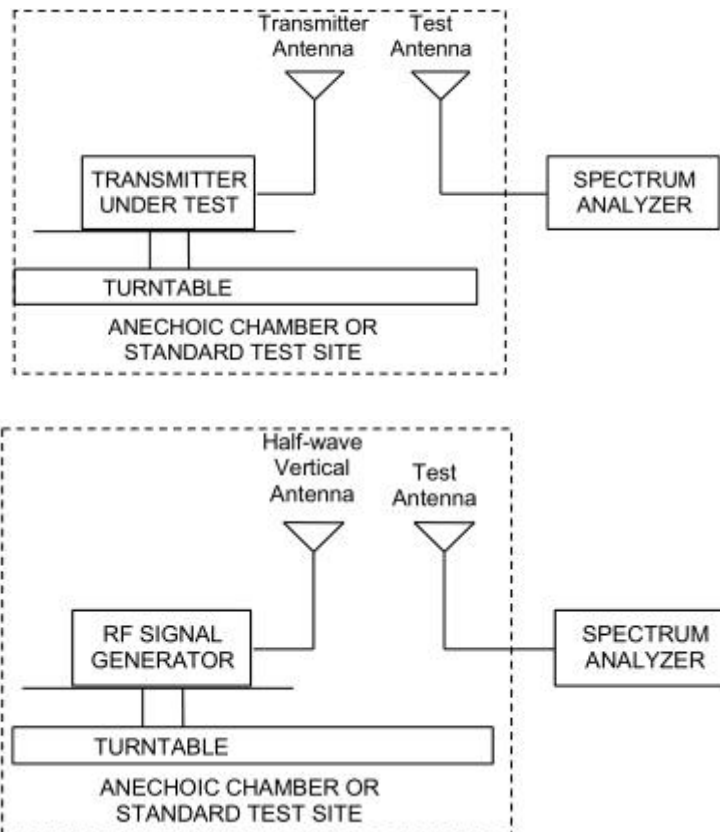 Transmitter
Antenna
Test
Antenna
TRANSMITTER
UNDER TEST
SPECTRUM
ANALYZER
TURNTABLE
ANECHOIC CHAMBER OR
STANDARD TEST SITE
Half-wave
Vertical
Antenna
Test
Antenna
RF SIGNAL
GENERATOR
SPECTRUM
ANALYZER
TURNTABLE
ANECHOIC CHAMBER OR
STANDARD TEST SITE